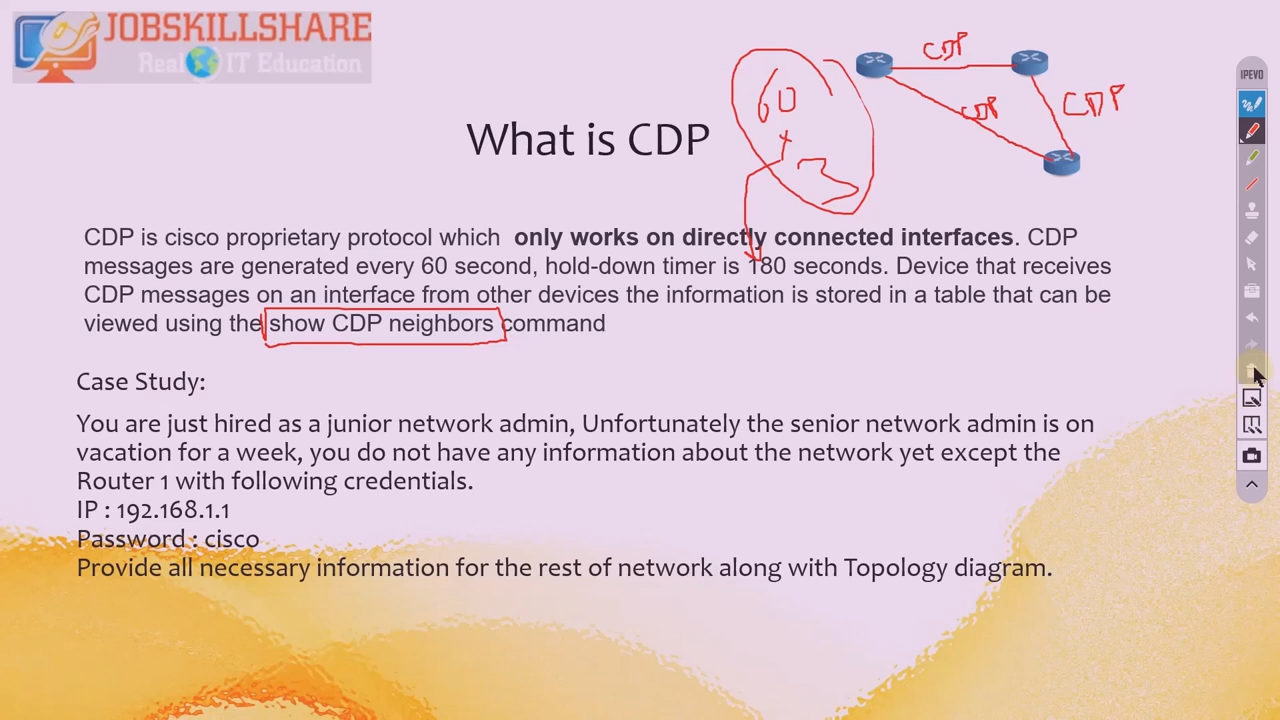 JOBSKILLSHARE
Real IT Education
CDP
CDP
CDP
60
×
3
IPEVO
What is CDP
CDP is cisco proprietary protocol which only works on directly connected interfaces. CDP
messages are generated every 60 second, hold-down timer is 180 seconds. Device that receives
CDP messages on an interface from other devices the information is stored in a table that can be
viewed using the show CDP neighbors command
Case Study:
You are just hired as a junior network admin, Unfortunately the senior network admin is on
vacation for a week, you do not have any information about the network yet except the
Router 1 with following credentials.
IP : 192.168.1.1
Password : cisco
Provide all necessary information for the rest of network along with Topology diagram.